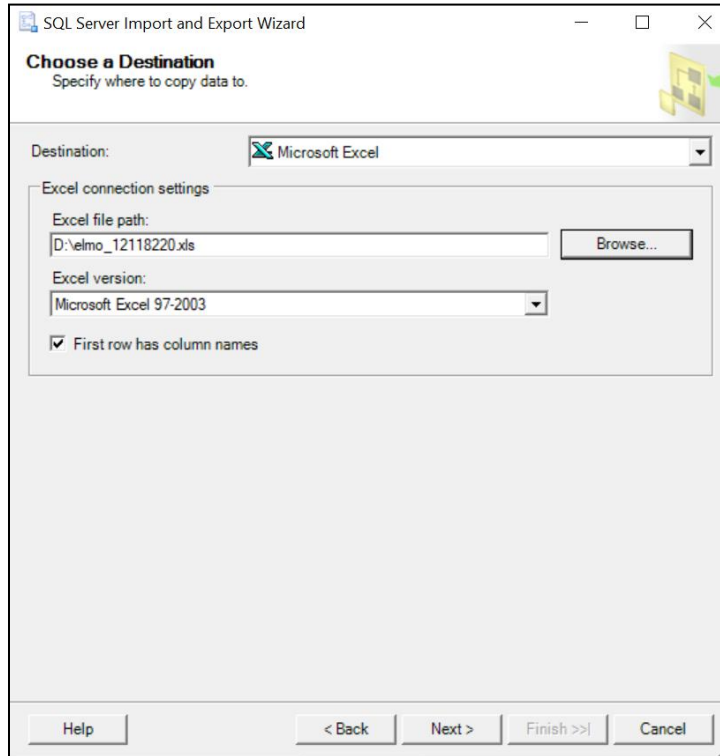 SQL Server Import and Export Wizard
Choose a Destination
Specify where to copy data to.
Destination:
Microsoft Excel
Excel connection settings
Excel file path:
D:\elmo_12118220.xls
Browse...
Excel version:
Microsoft Excel 97-2003
First row has column names
Help
< Back
Next >
Finish >>|
Cancel